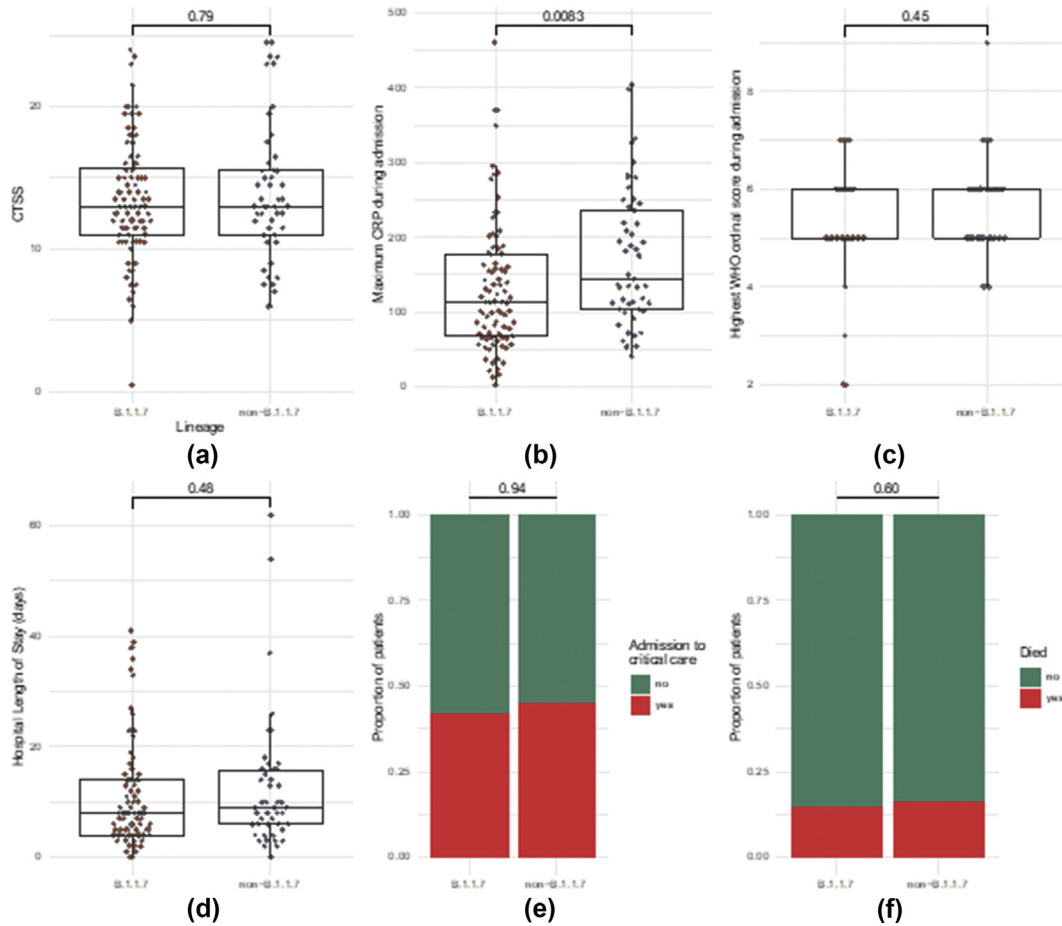 0.79
CTSS
20
10
0
B.1.1.7
non-B.1.1.7
Lineage
(a)
0.0083
Maximum CRP during admission
500
400
300
200
100
0
B.1.1.7
non-B.1.1.7
(b)
0.45
Highest WHO ordinal score during admission
8
6
4
2
B.1.1.7
non-B.1.1.7
(c)
0.48
Hospital Length of Stay (days)
60
40
20
0
B.1.1.7
non-B.1.1.7
(d)
0.94
Proportion of patients
1.00
0.75
0.50
0.25
0.00
B.1.1.7
non-B.1.1.7
Admission to
critical care
no
yes
(e)
0.60
Proportion of patients
1.00
0.75
0.50
0.25
0.00
B.1.1.7
non-B.1.1.7
Died
no
yes
(f)